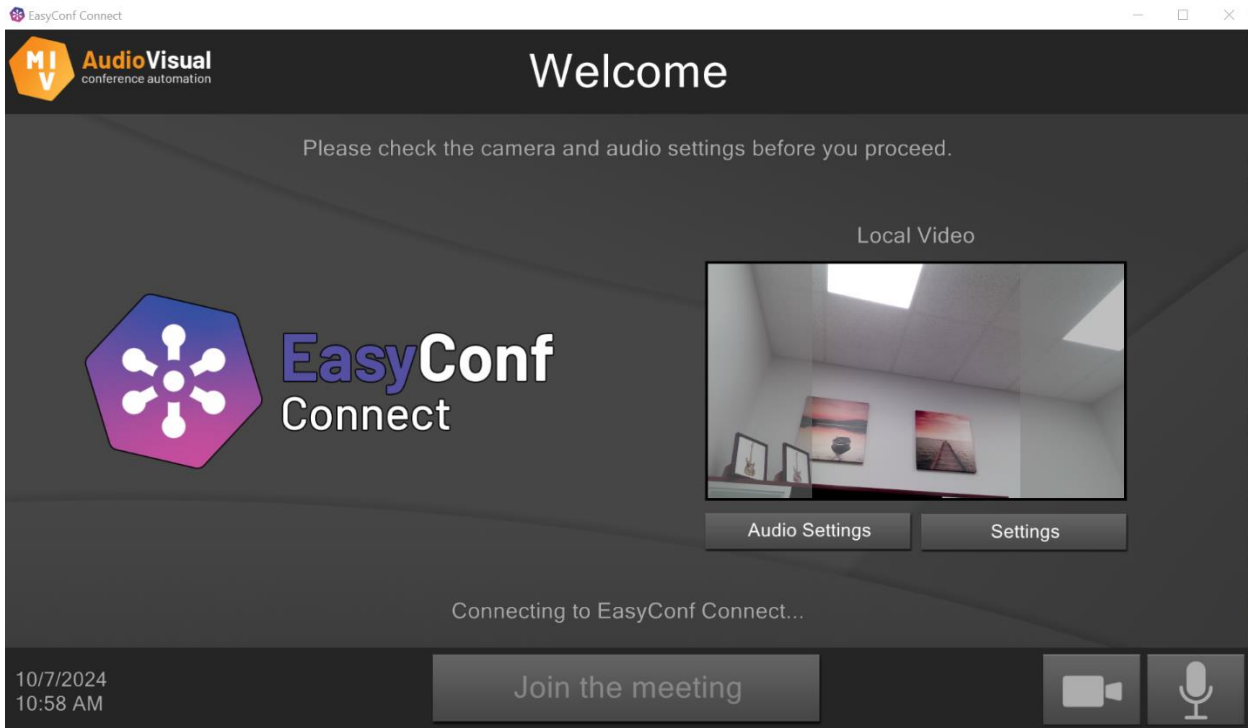 EasyConf Connect
MIV
AudioVisual
conference automation
Welcome
Please check the camera and audio settings before you proceed.
Local Video
EasyConf
Connect
Audio Settings
Settings
Connecting to EasyConf Connect...
10/7/2024
10:58 AM
Join the meeting